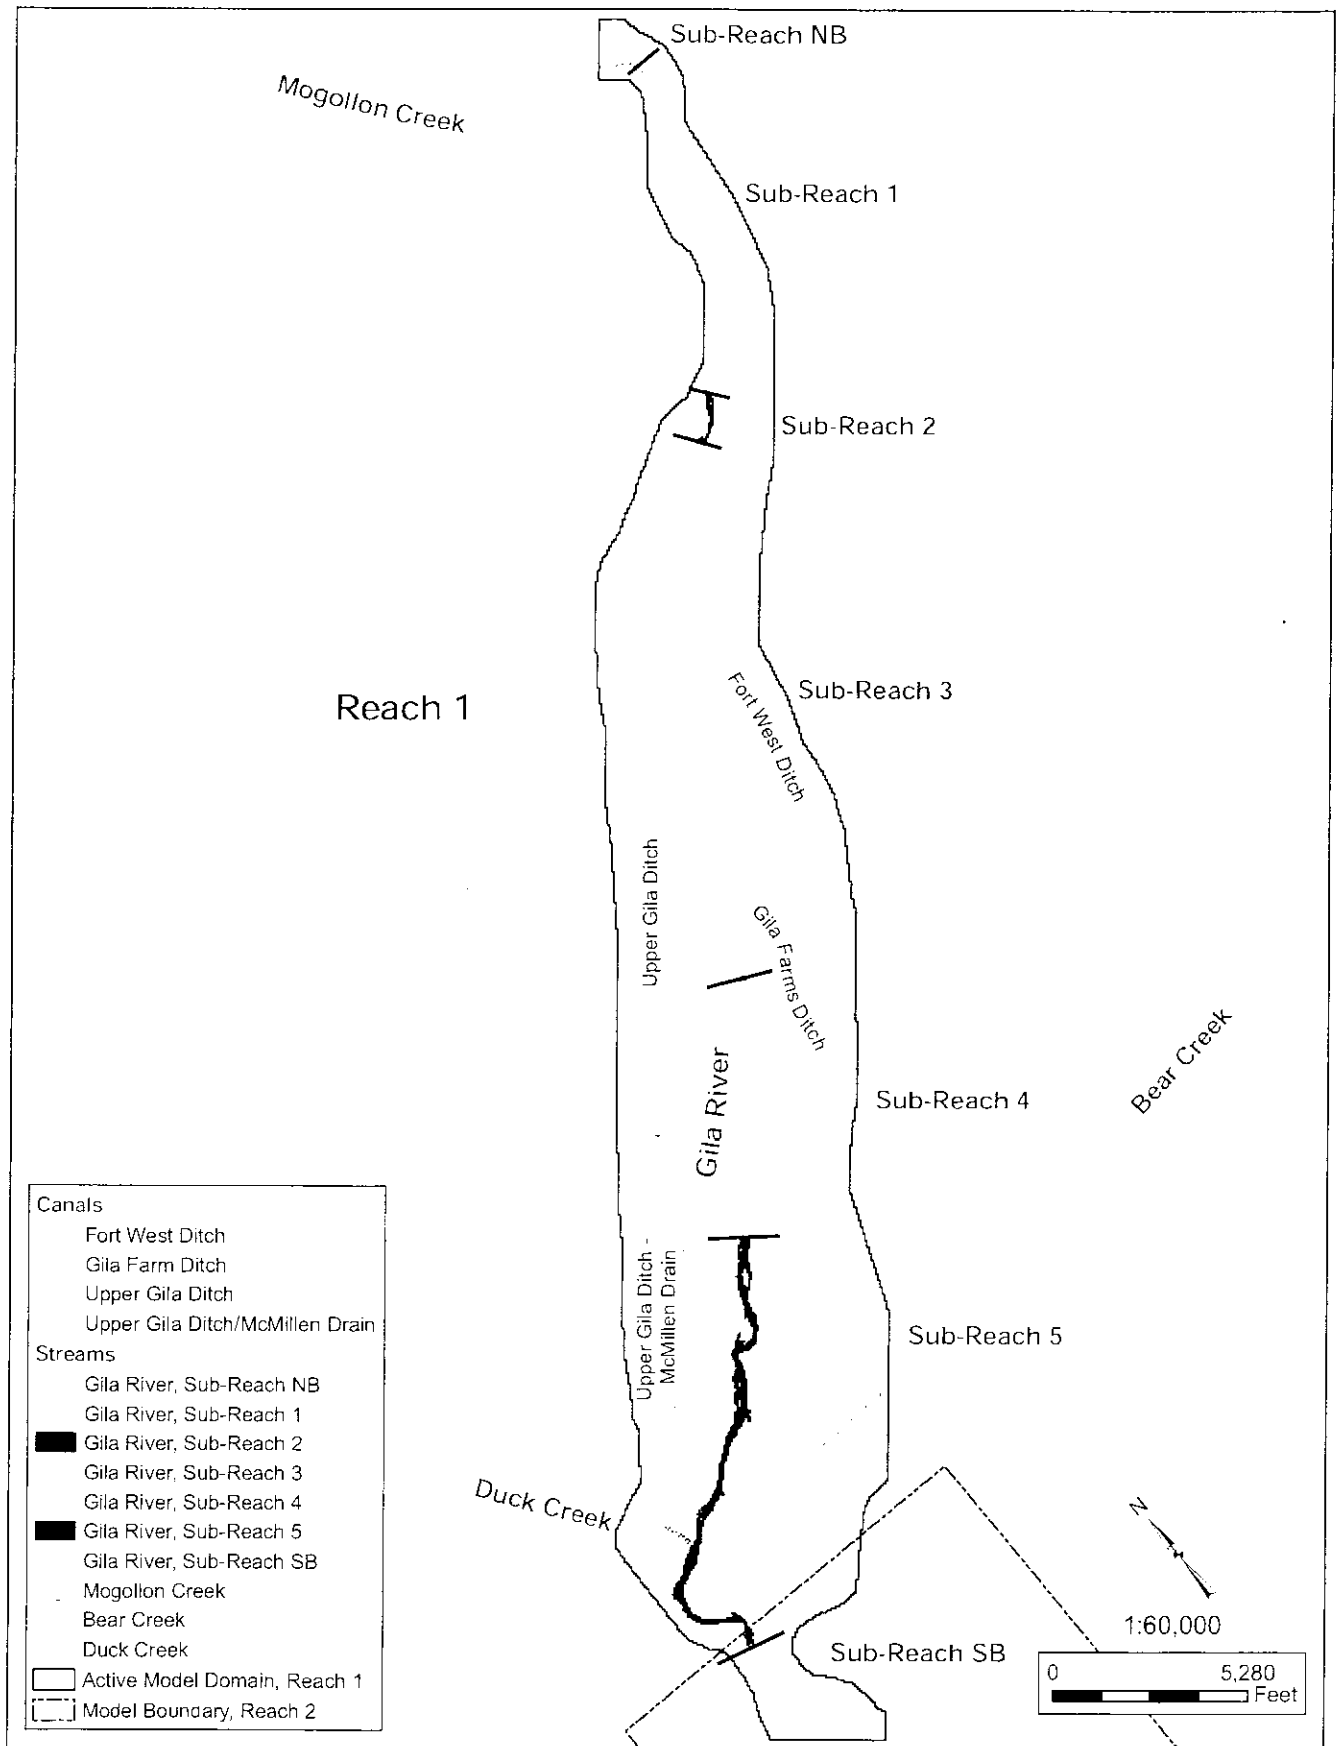 Sub-Reach NB
Mogollon Creek
Sub-Reach 1
Sub-Reach 2
Sub-Reach 3
Fort West Ditch
Reach 1
Upper Gila Ditch
Gila Farms Ditch
Gila River
Bear Creek
Sub-Reach 4
Upper Gila Ditch -
McMillen Drain
Sub-Reach 5
Duck Creek
Sub-Reach SB
Canals
Fort West Ditch
Gila Farm Ditch
Upper Gila Ditch
Upper Gila Ditch/McMillen Drain
Streams
Gila River, Sub-Reach NB
Gila River, Sub-Reach 1
Gila River, Sub-Reach 2
Gila River, Sub-Reach 3
Gila River, Sub-Reach 4
Gila River, Sub-Reach 5
Gila River, Sub-Reach SB
Mogollon Creek
Bear Creek
Duck Creek
Active Model Domain, Reach 1
Model Boundary, Reach 2
N
1:60,000
0 5,280
Feet